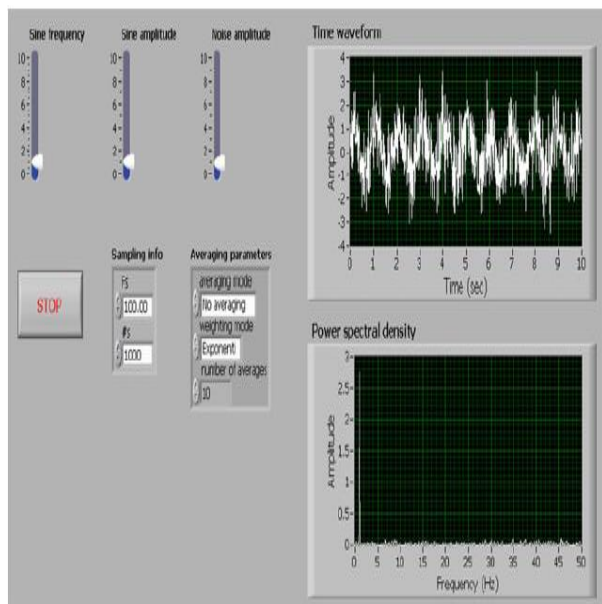 Sine frequency
Sine amplitude
Noise amplitude
10
8
6
4
2
0
10
8
6
4
2
0
10
8
6
4
2
0
Time waveform
Amplitude
4
3
2
1
0
-1
-2
-3
-4
0 1 2 3 4 5 6 7 8 9 10
Time (sec)
STOP
Sampling info
Fs
100.00
#s
1000
Averaging parameters
averaging mode
No averaging
weighting mode
Exponenti
number of averages
10
Power spectral density
Amplitude
3
2.5
2
1.5
1
0.5
0
0 5 10 15 20 25 30 35 40 45 50
Frequency (Hz)